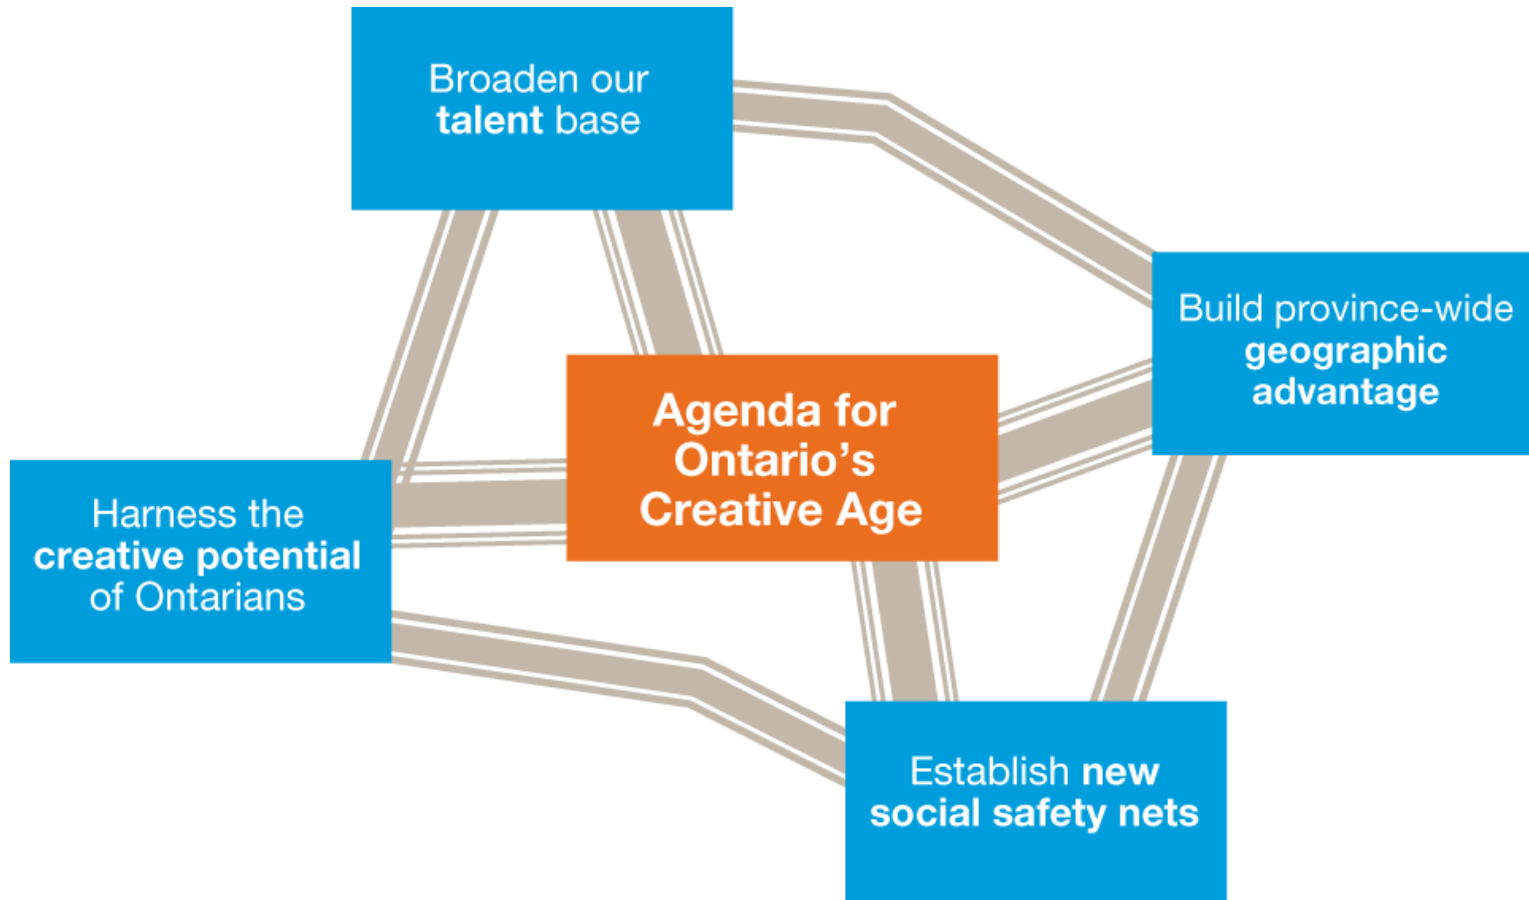 Broaden our
talent base
Build province-wide
geographic
advantage
Agenda for
Ontario’s
Creative Age
Harness the
creative potential
of Ontarians
Establish new
social safety nets